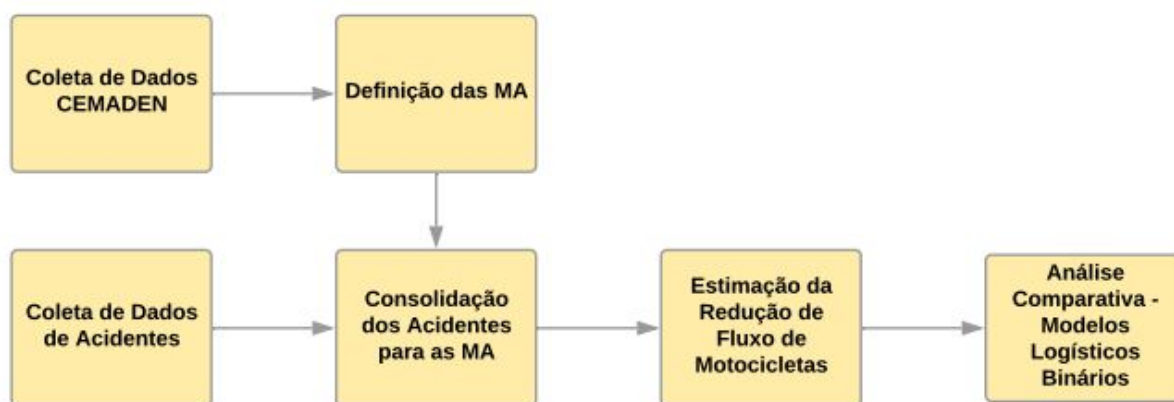 Coleta de Dados
CEMADEN
Definição das MA
Coleta de Dados
de Acidentes
Consolidação
dos Acidentes
para as MA
Estimação da
Redução de
Fluxo de
Motocicletas
Análise
Comparativa -
Modelos
Logísticos
Binários